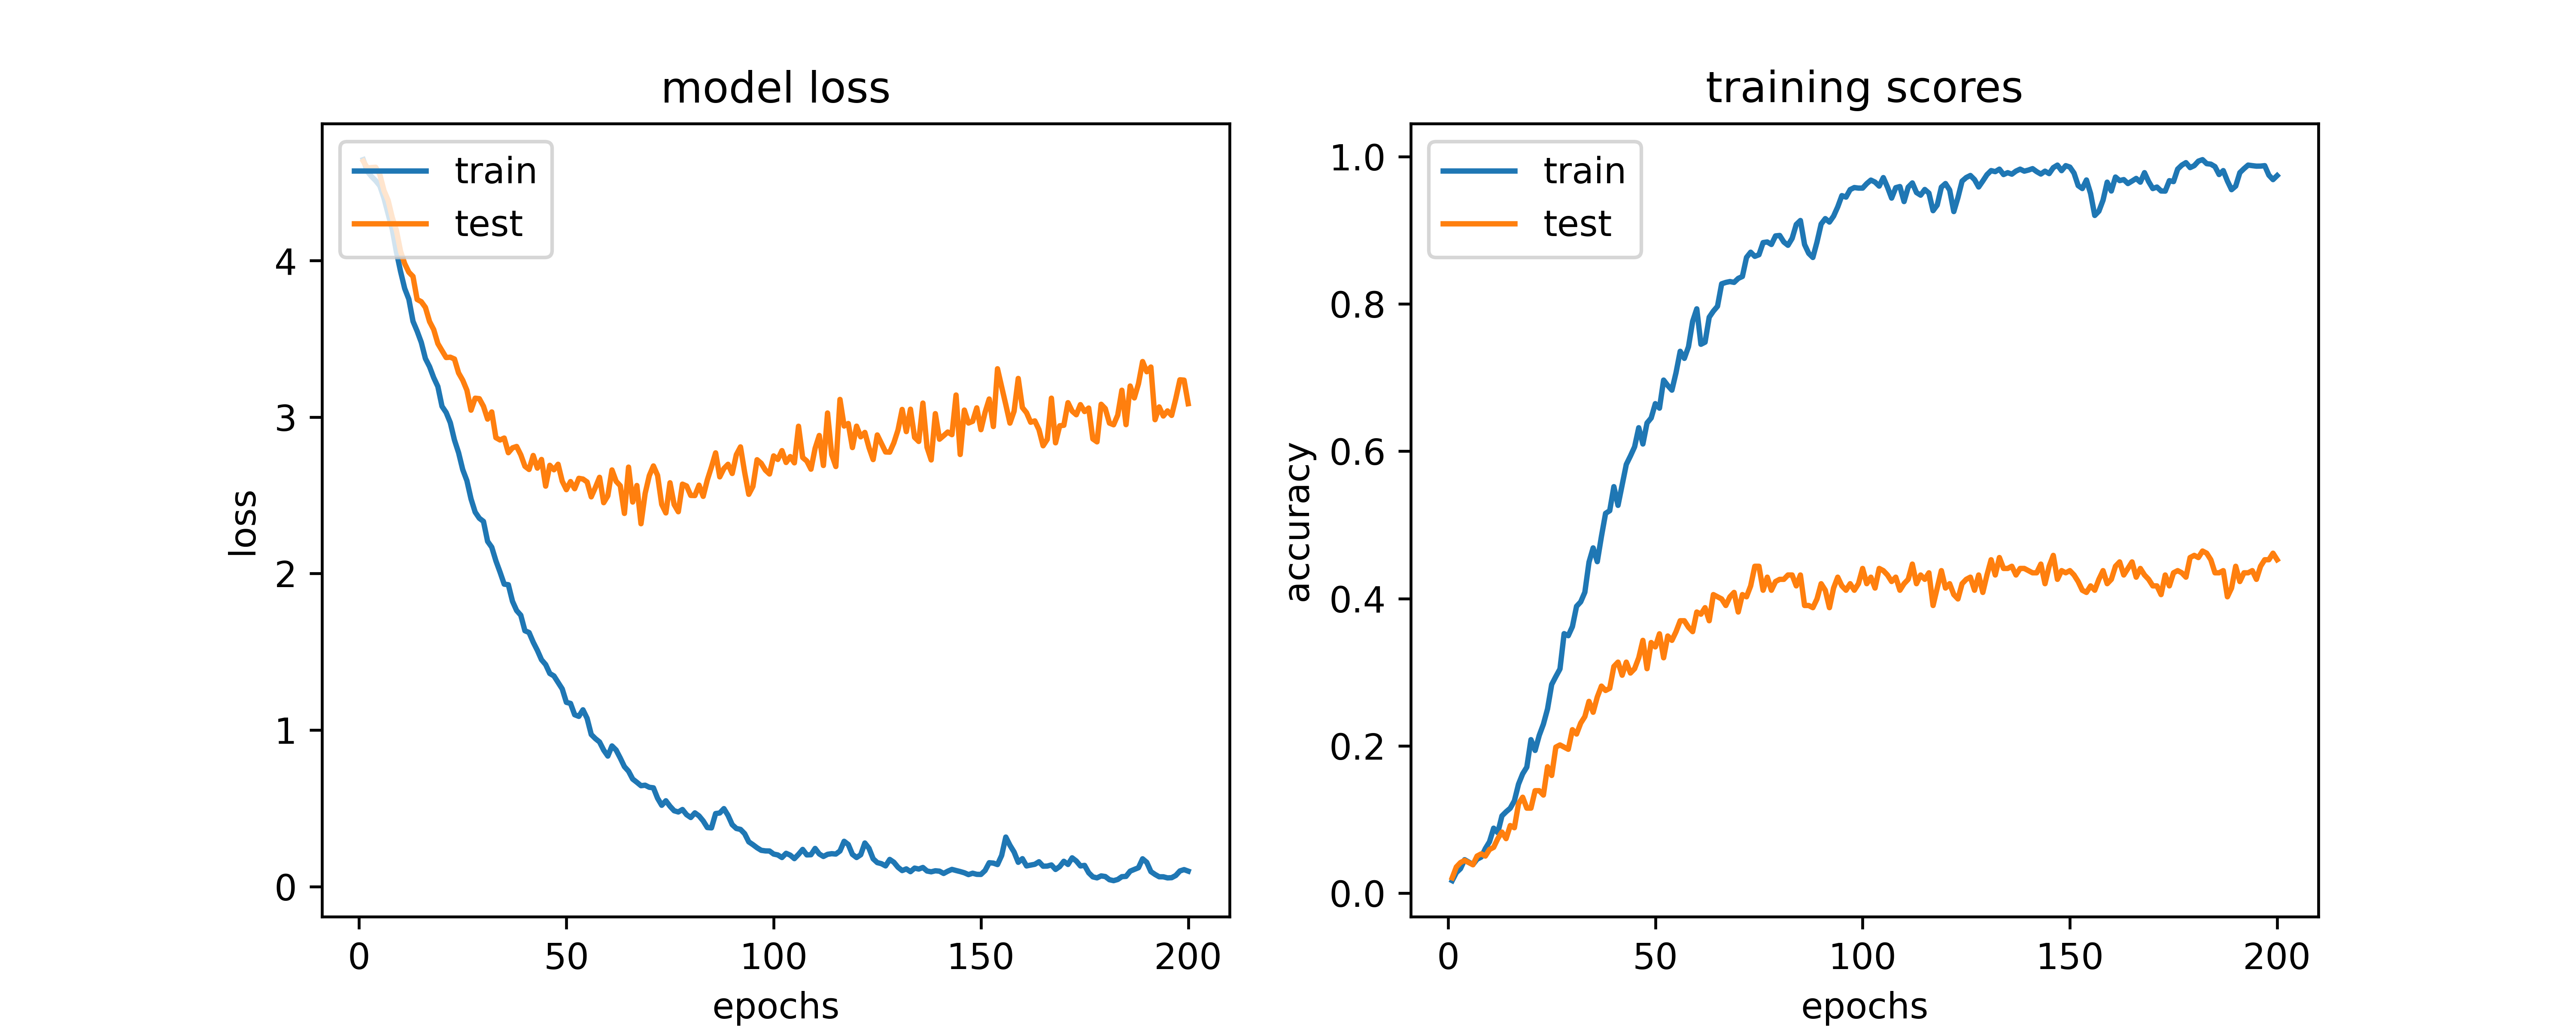 model loss
train
test
4
3
2
1
0
loss
0 50 100 150 200
epochs
training scores
train
test
1.0
0.8
0.6
0.4
0.2
0.0
accuracy
0 50 100 150 200
epochs